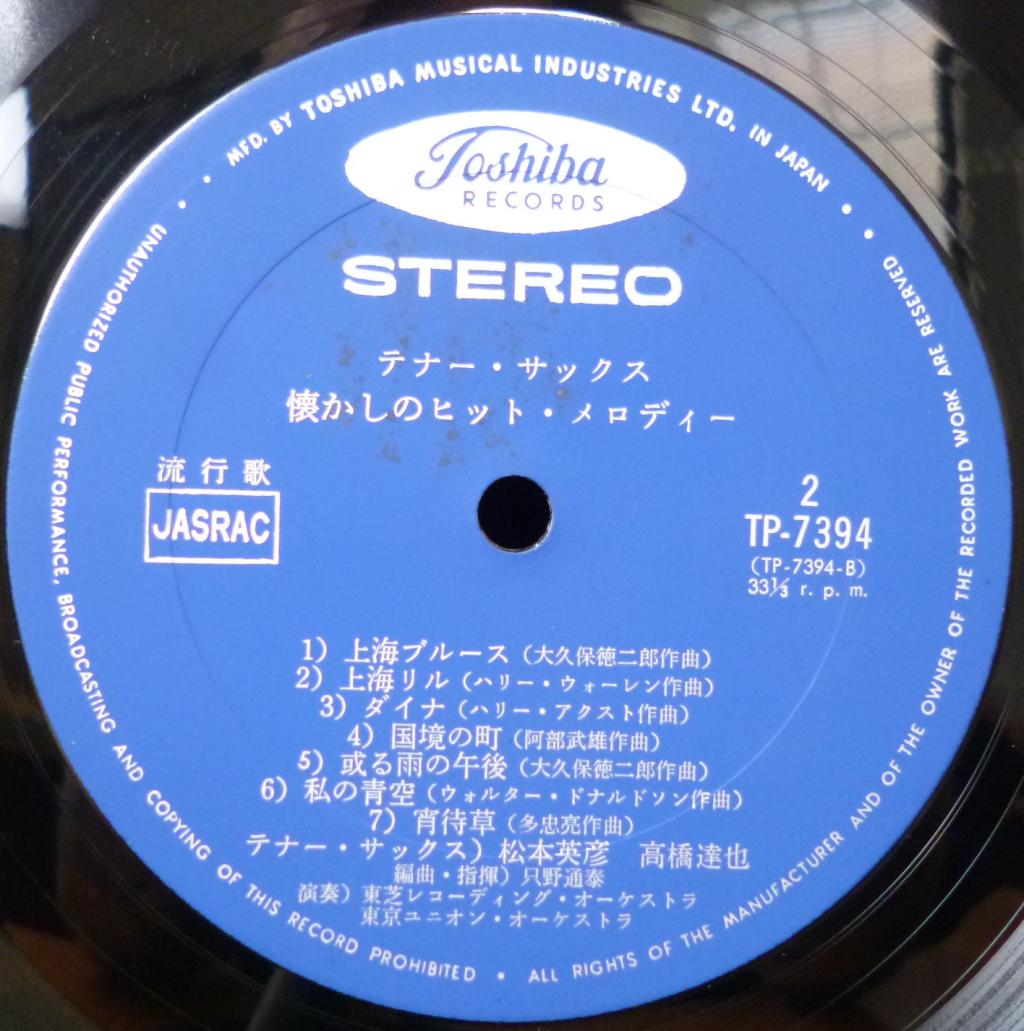 MFD. BY TOSHIBA MUSICAL INDUSTRIES LTD. IN JAPAN
Toshiba
RECORDS
STEREO
テナー・サックス
懐かしのヒット・メロディー
流行歌
JASRAC
2
TP-7394
(TP-7394-B)
33⅓ r. p. m.
1) 上海ブルース (大久保徳二郎作曲)
2) 上海リル (ハリー・ウォーレン作曲)
3) ダイナ (ハリー・アクスト作曲)
4) 国境の町 (阿部武雄作曲)
5) 或る雨の午後 (大久保徳二郎作曲)
6) 私の青空 (ウォルター・ドナルドソン作曲)
7) 宵待草 (多忠亮作曲)
テナー・サックス) 松本英彦 高橋達也
編曲・指揮) 只野通泰
演奏) 東芝レコーディング・オーケストラ
東京ユニオン・オーケストラ
UNAUTHORIZED PUBLIC PERFORMANCE, BROADCASTING AND COPYING OF THIS RECORD PROHIBITED • ALL RIGHTS OF THE MANUFACTURER AND OF THE OWNER OF THE RECORDED WORK ARE RESERVED